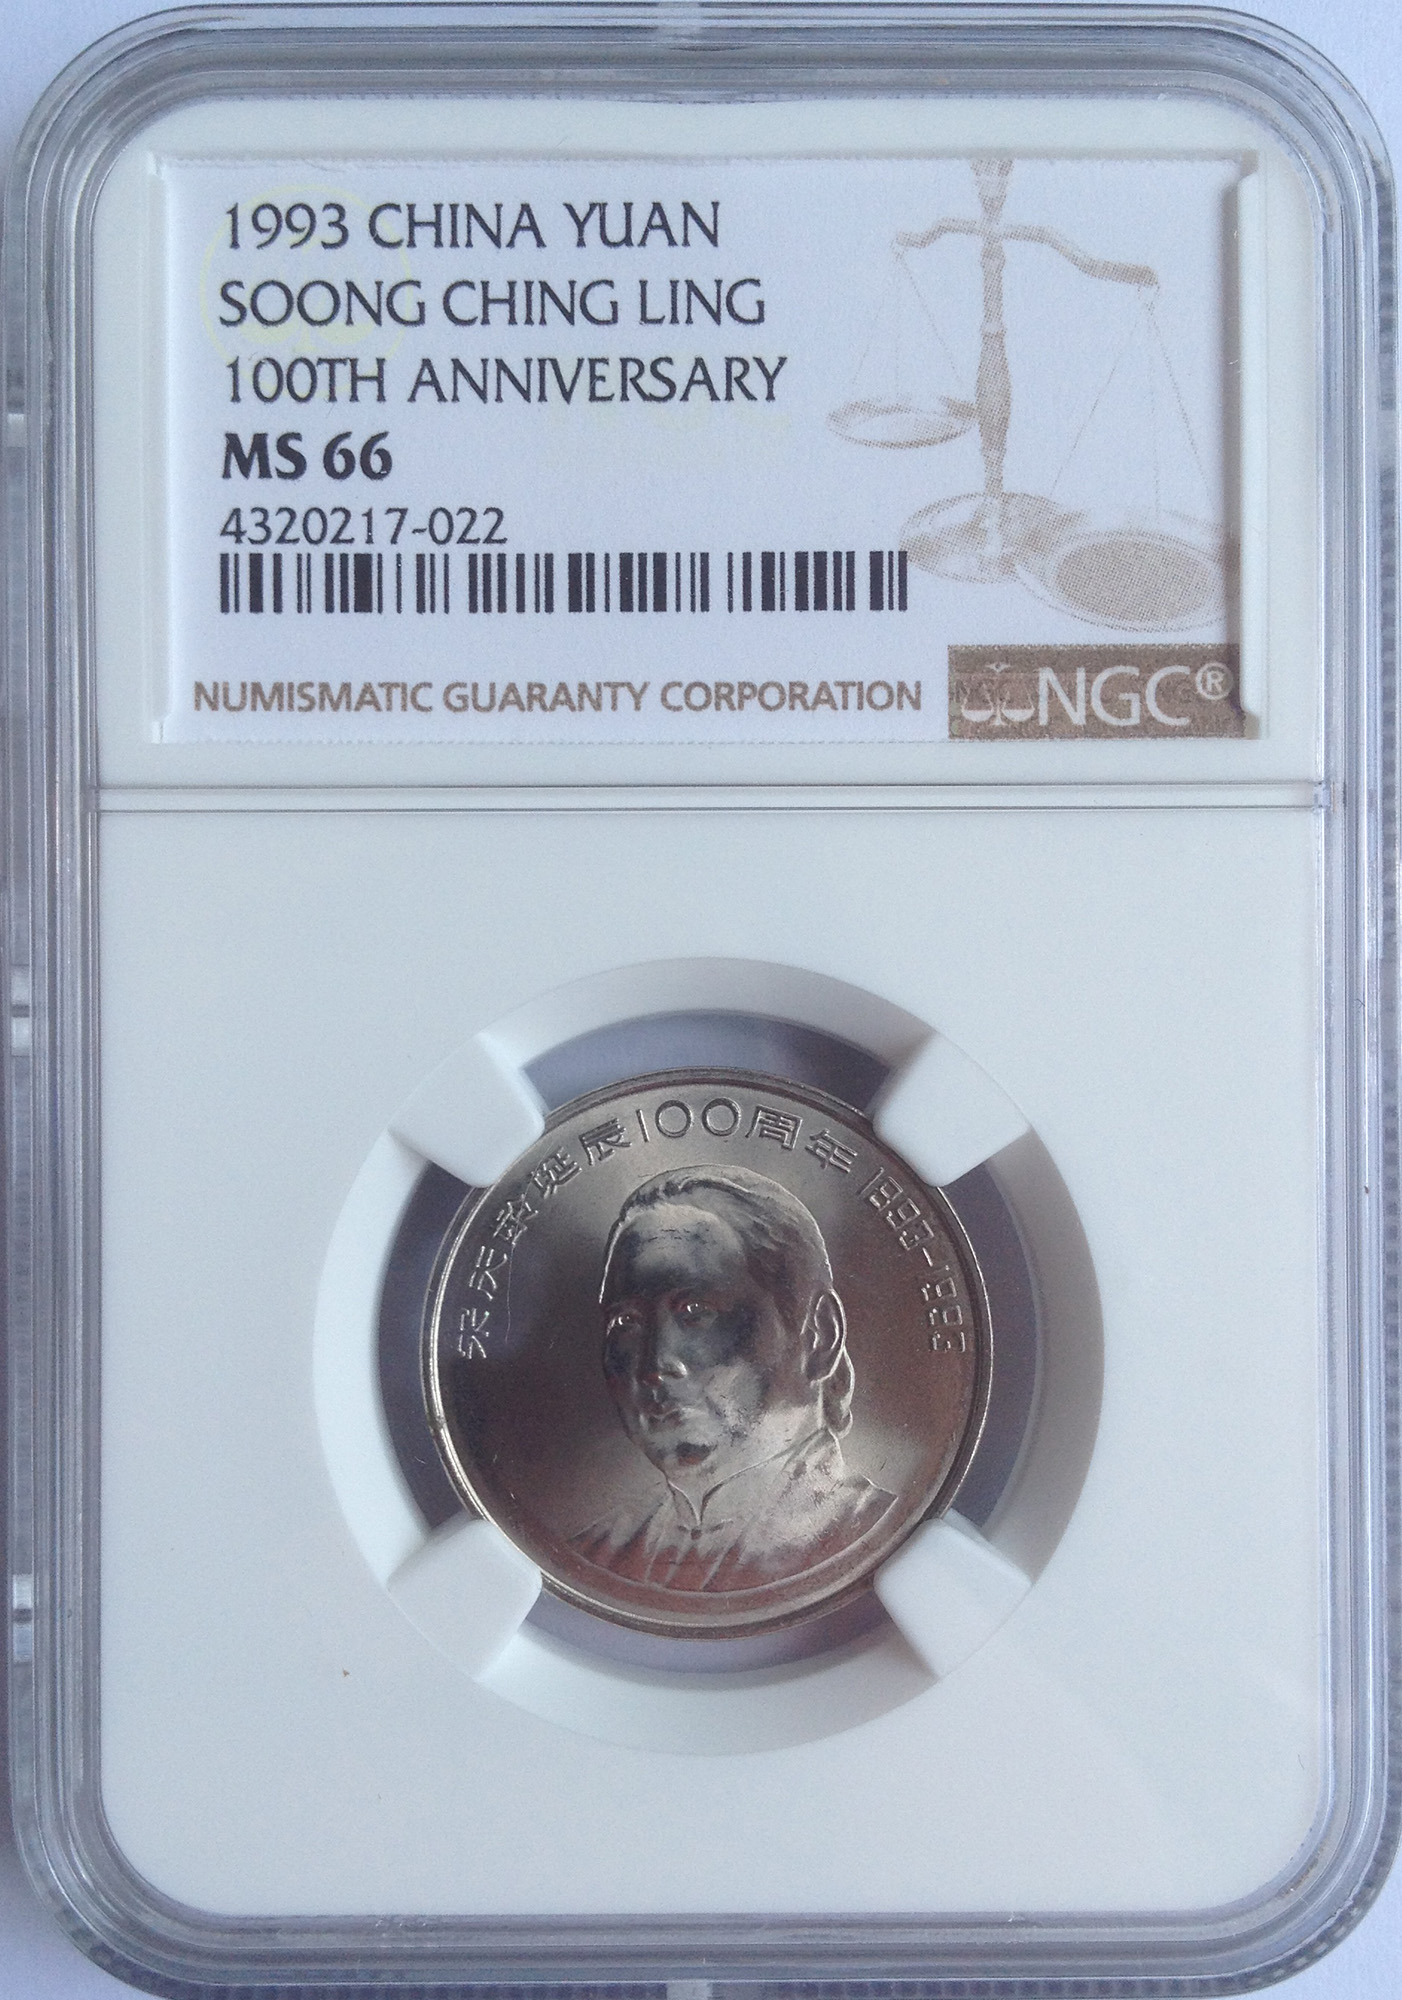 1993 CHINA YUAN
SOONG CHING LING
100TH ANNIVERSARY
MS 66
4320217-022
NUMISMATIC GUARANTY CORPORATION
NGC®
宋庆龄诞辰100周年 1893-1993